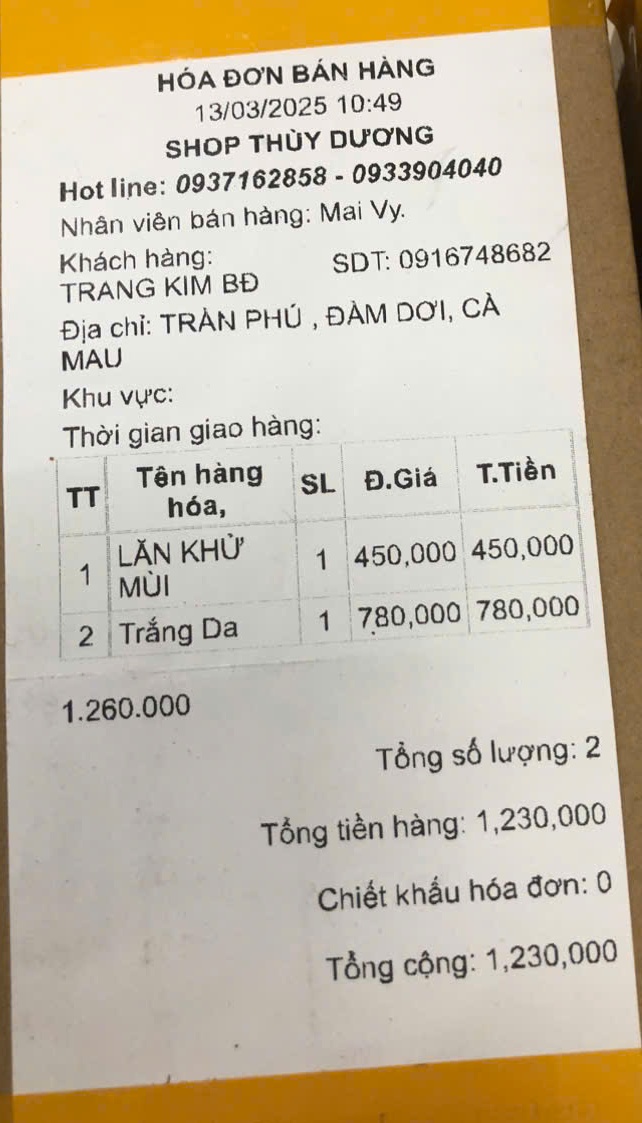 HÓA ĐƠN BÁN HÀNG
13/03/2025 10:49
SHOP THÙY DƯƠNG
Hot line: 0937162858 - 0933904040
Nhân viên bán hàng: Mai Vy.
Khách hàng: SDT: 0916748682
TRANG KIM BĐ
Địa chỉ: TRÀN PHÚ , ĐÀM DƠI, CÀ
MAU
Khu vực:
Thời gian giao hàng:
TT Tên hàng hóa, SL Đ.Giá T.Tiền
1 LĂN KHỬ MÙI 1 450,000 450,000
2 Trắng Da 1 780,000 780,000
1.260.000
Tổng số lượng: 2
Tổng tiền hàng: 1,230,000
Chiết khấu hóa đơn: 0
Tổng cộng: 1,230,000